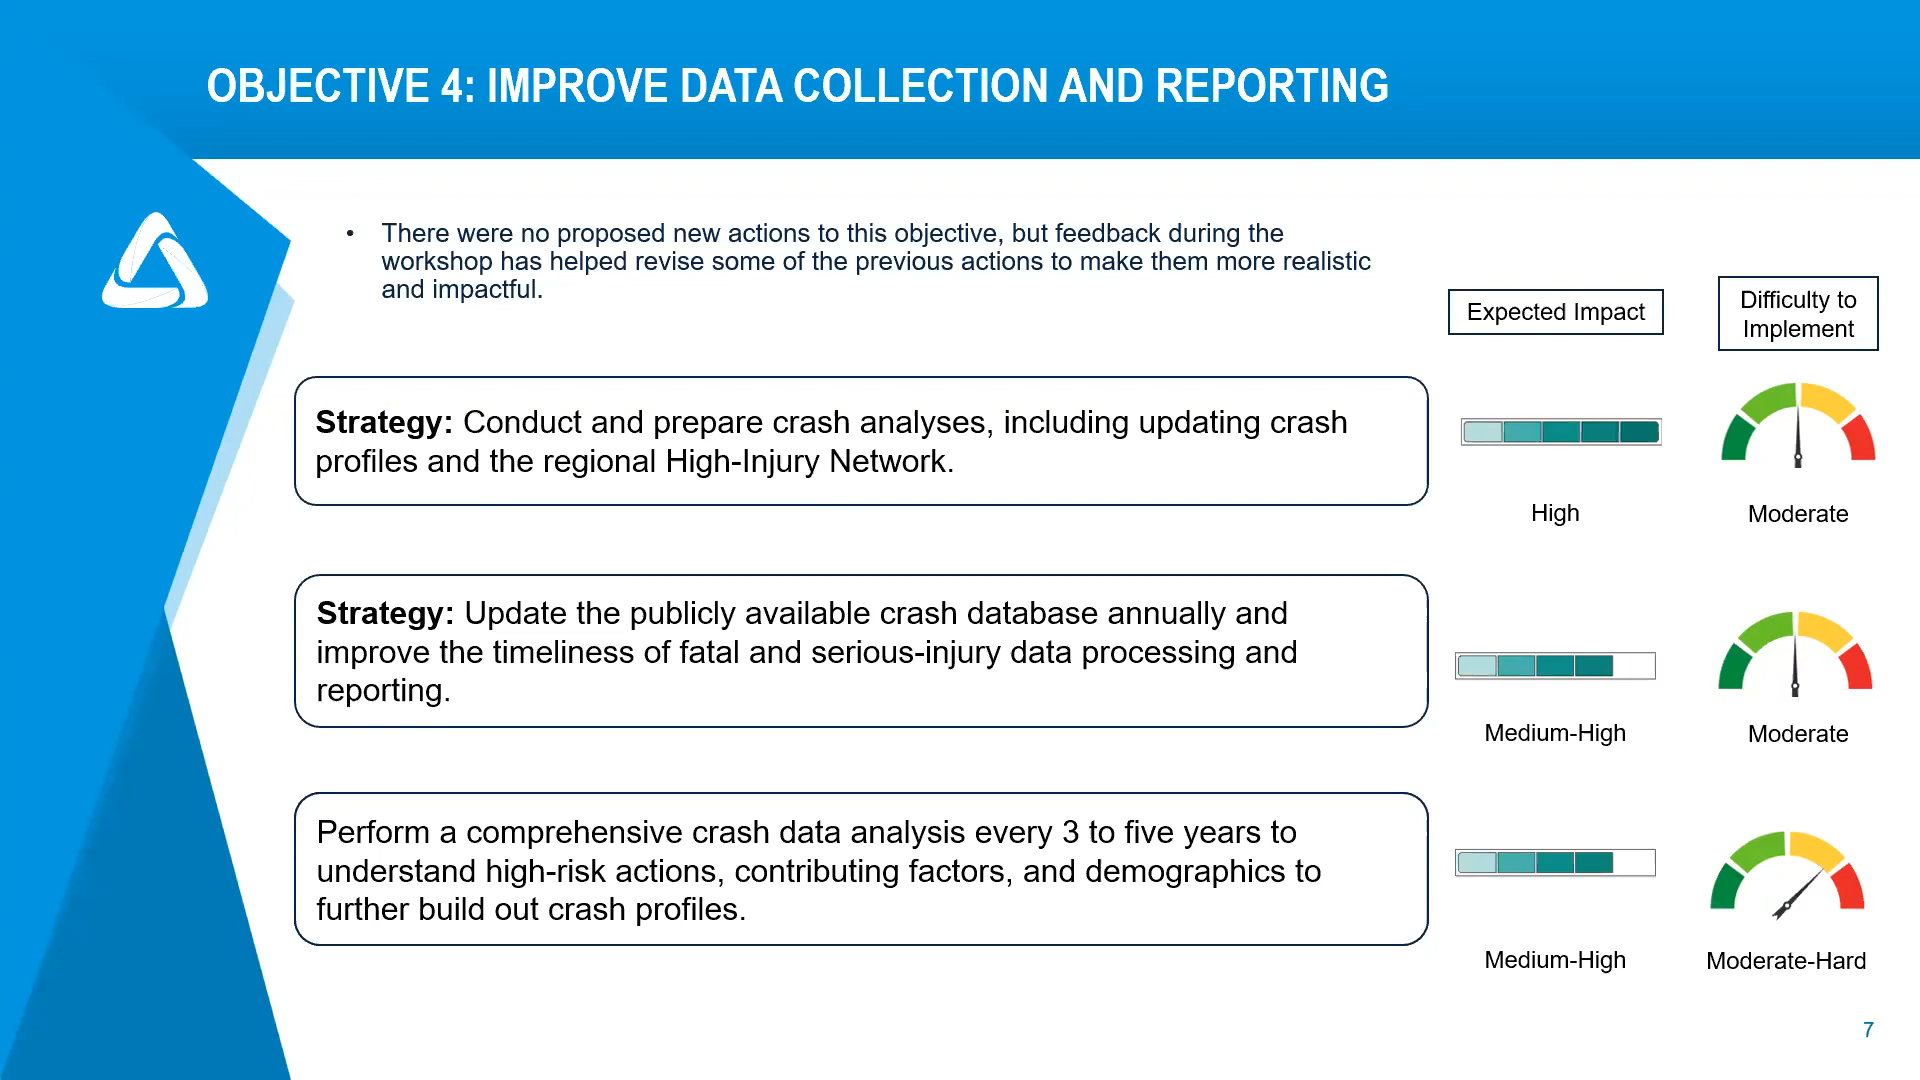 OBJECTIVE 4: IMPROVE DATA COLLECTION AND REPORTING
• There were no proposed new actions to this objective, but feedback during the
workshop has helped revise some of the previous actions to make them more realistic
and impactful.
Expected Impact
Difficulty to
Implement
Strategy: Conduct and prepare crash analyses, including updating crash
profiles and the regional High-Injury Network.
High
Moderate
Strategy: Update the publicly available crash database annually and
improve the timeliness of fatal and serious-injury data processing and
reporting.
Medium-High
Moderate
Perform a comprehensive crash data analysis every 3 to five years to
understand high-risk actions, contributing factors, and demographics to
further build out crash profiles.
Medium-High
Moderate-Hard
7